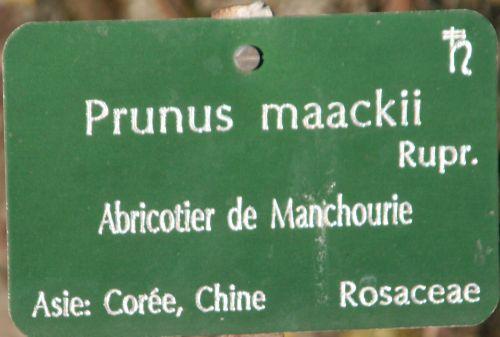 Prunus maackii
Rupr.
Abricotier de Manchourie
Asie: Corée, Chine Rosaceae